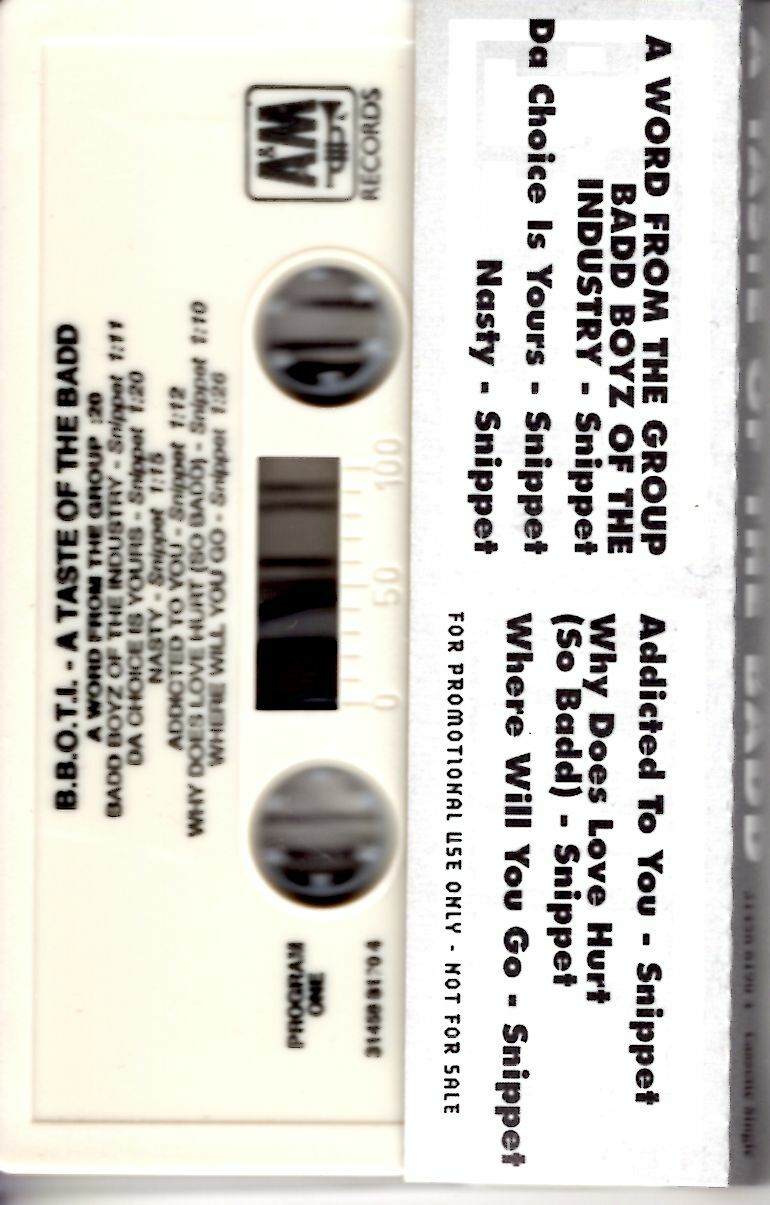 A WORD FROM THE GROUP
BADD BOYZ OF THE
INDUSTRY - Snippet
Da Choice Is Yours - Snippet
Nasty - Snippet
Addicted To You - Snippet
Why Does Love Hurt
(So Badd) - Snippet
Where Will You Go - Snippet
FOR PROMOTIONAL USE ONLY - NOT FOR SALE
A&M
RECORDS
100
50
0
PROGRAM
ONE
B.B.O.T.I. - A TASTE OF THE BADD
A WORD FROM THE GROUP :20
BADD BOYZ OF THE INDUSTRY - Snippet 1:11
DA CHOICE IS YOURS - Snippet 1:20
NASTY - Snippet 1:15
ADDICTED TO YOU - Snippet 1:12
WHY DOES LOVE HURT (SO BADD) - Snippet 1:10
WHERE WILL YOU GO - Snippet 1:26